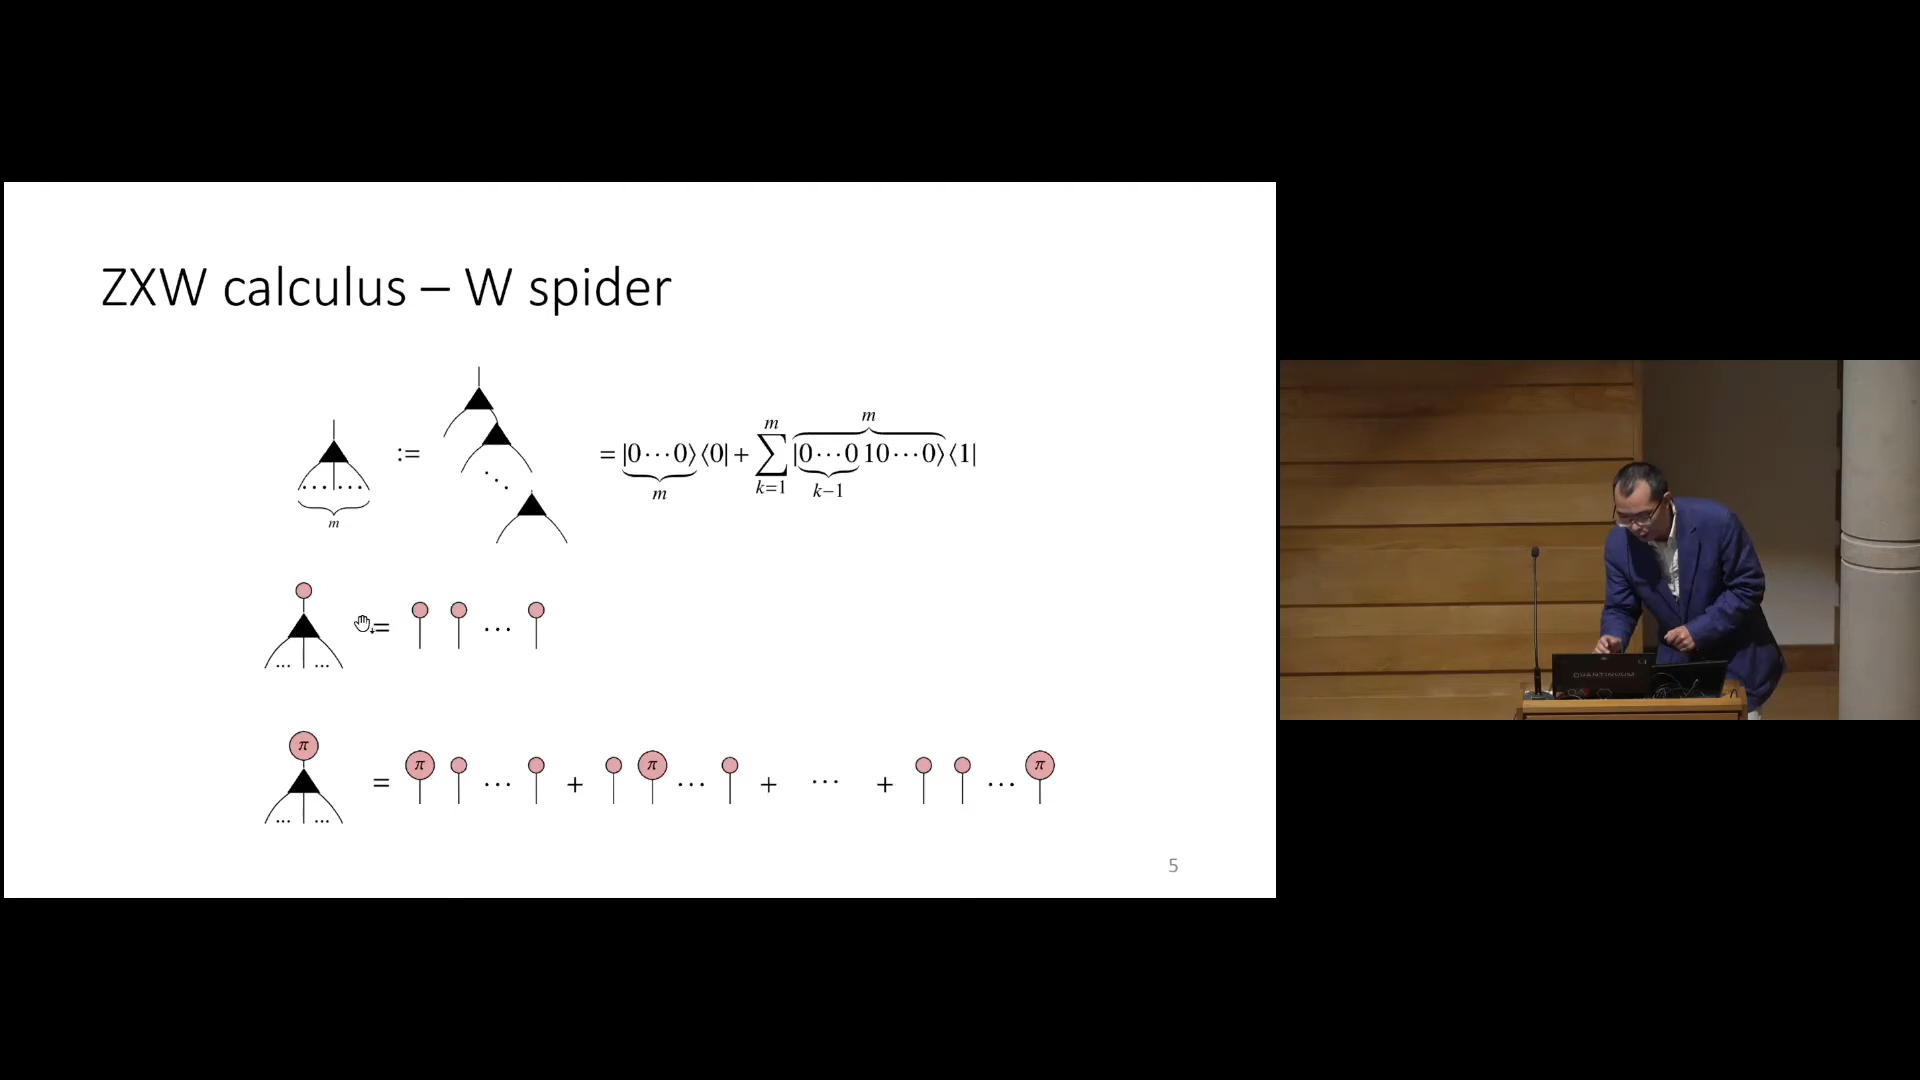 ZXW calculus – W spider
m
:=
= |0⋯0⟩⟨0| + ∑ |0⋯0 10⋯0⟩⟨1|
m
k=1
m
k−1
m
=
⋯
π
=
π ⋯ + π ⋯ + ⋯ + ⋯ π
5
QUANTINUUM